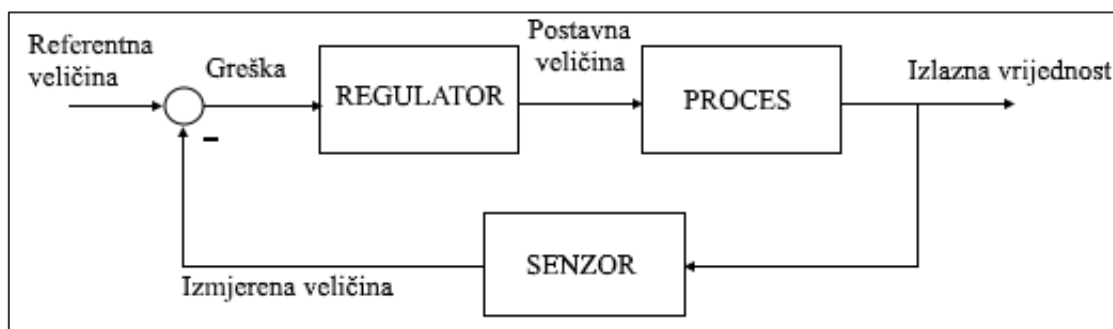 Referentna
veličina
Greška
REGULATOR
Postavna
veličina
PROCES
Izlazna vrijednost
-
SENZOR
Izmjerena veličina